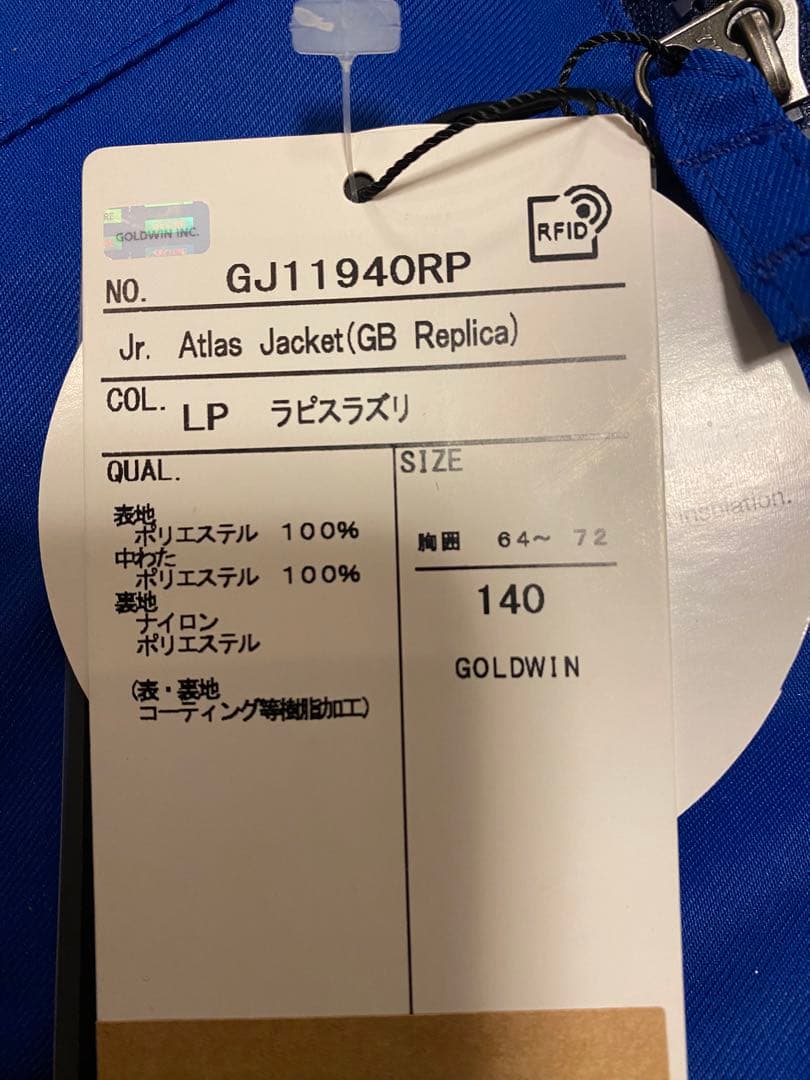 GOLDWIN INC.
RFID
NO. GJ11940RP
Jr. Atlas Jacket(GB Replica)
COL. LP ラピスラズリ
QUAL.
表地
ポリエステル 100%
中わた
ポリエステル 100%
裏地
ナイロン
ポリエステル
(表・裏地
コーティング等樹脂加工)
SIZE
胸囲 64~ 72
140
GOLDWIN
insulation.